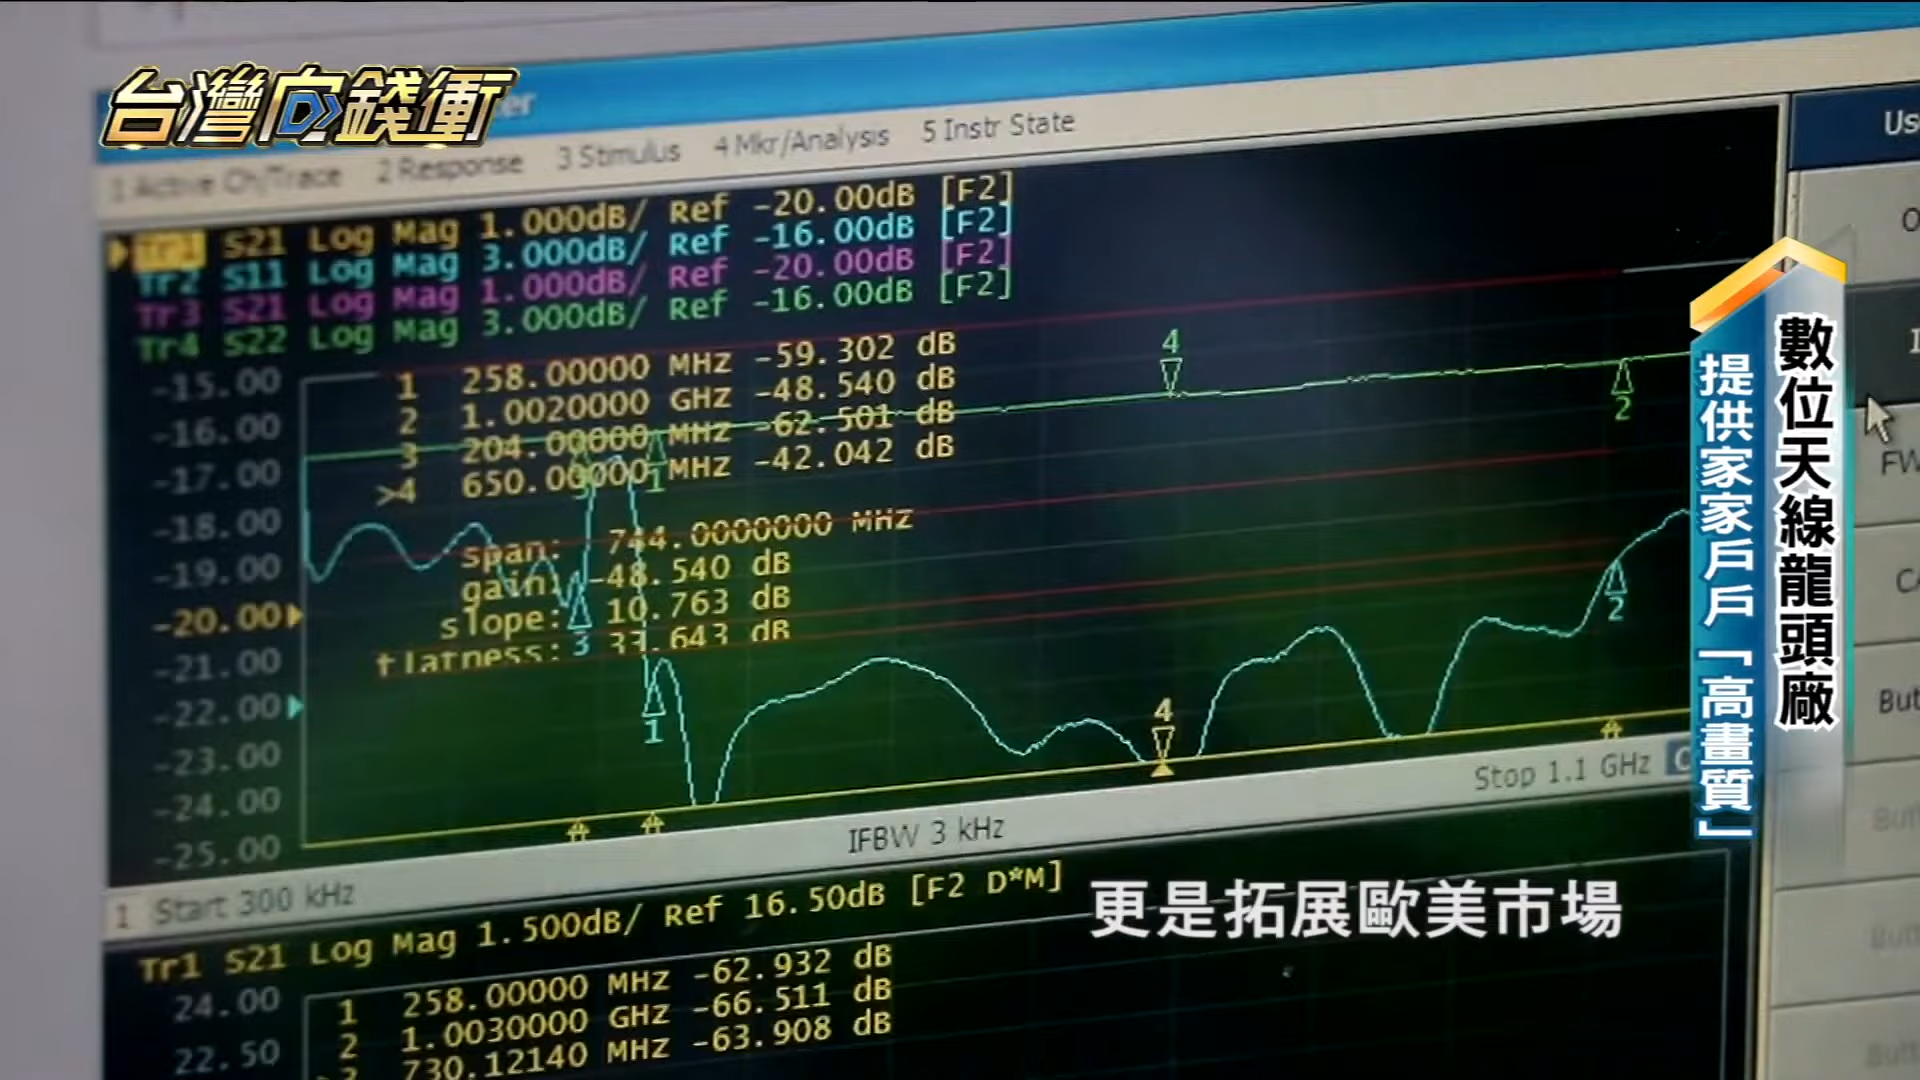 台灣向錢衝
1 Active Ch/Trace 2 Response 3 Stimulus 4 Mkr/Analysis 5 Instr State
Tr1 S21 Log Mag 1.000dB/ Ref -20.00dB [F2]
Tr2 S11 Log Mag 3.000dB/ Ref -16.00dB [F2]
Tr3 S21 Log Mag 1.000dB/ Ref -20.00dB [F2]
Tr4 S22 Log Mag 3.000dB/ Ref -16.00dB [F2]
1 258.00000 MHz -59.302 dB
2 1.0020000 GHz -48.540 dB
3 204.00000 MHz -62.501 dB
>4 650.00000 MHz -42.042 dB
span: 744.0000000 MHz
gain: -48.540 dB
slope: 10.763 dB
flatness: 33.643 dB
-15.00
-16.00
-17.00
-18.00
-19.00
-20.00
-21.00
-22.00
-23.00
-24.00
-25.00
4
2
1
3
1
2
4
1 Start 300 kHz IFBW 3 kHz Stop 1.1 GHz
Tr1 S21 Log Mag 1.500dB/ Ref 16.50dB [F2 D*M]
24.00
22.50
1 258.00000 MHz -62.932 dB
2 1.0030000 GHz -66.511 dB
>3 730.12140 MHz -63.908 dB
數位天線龍頭廠
提供家家戶戶「高畫質」
更是拓展歐美市場